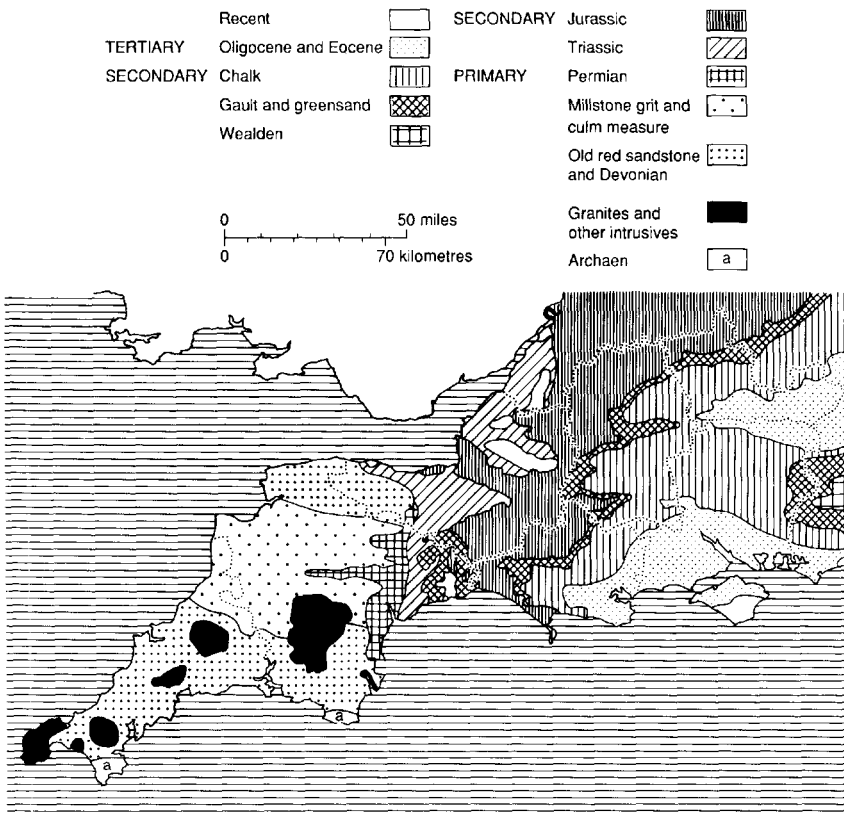 Recent
TERTIARY Oligocene and Eocene
SECONDARY Chalk
Gault and greensand
Wealden
SECONDARY Jurassic
Triassic
PRIMARY Permian
Millstone grit and
culm measure
Old red sandstone
and Devonian
Granites and
other intrusives
Archaen a
0 50 miles
0 70 kilometres
a
a